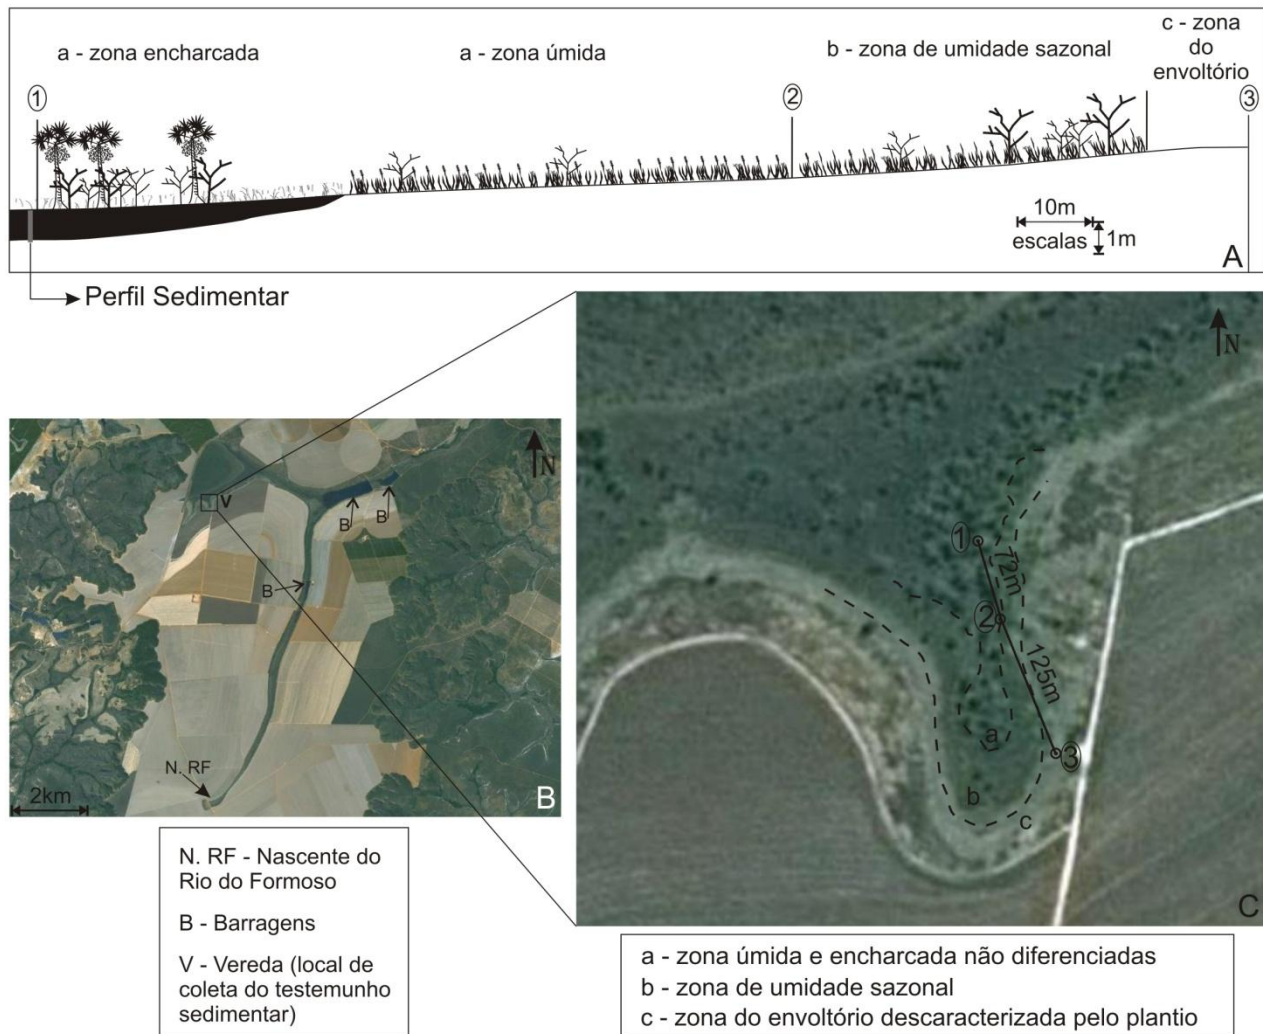 a - zona encharcada
a - zona úmida
b - zona de umidade sazonal
c - zona
do
envoltório
1
2
3
10m
escalas
1m
A
Perfil Sedimentar
N
V
B
B
B
N. RF
2km
B
N
1
72m
2
125m
a
3
b
c
C
N. RF - Nascente do
Rio do Formoso
B - Barragens
V - Vereda (local de
coleta do testemunho
sedimentar)
a - zona úmida e encharcada não diferenciadas
b - zona de umidade sazonal
c - zona do envoltório descaracterizada pelo plantio